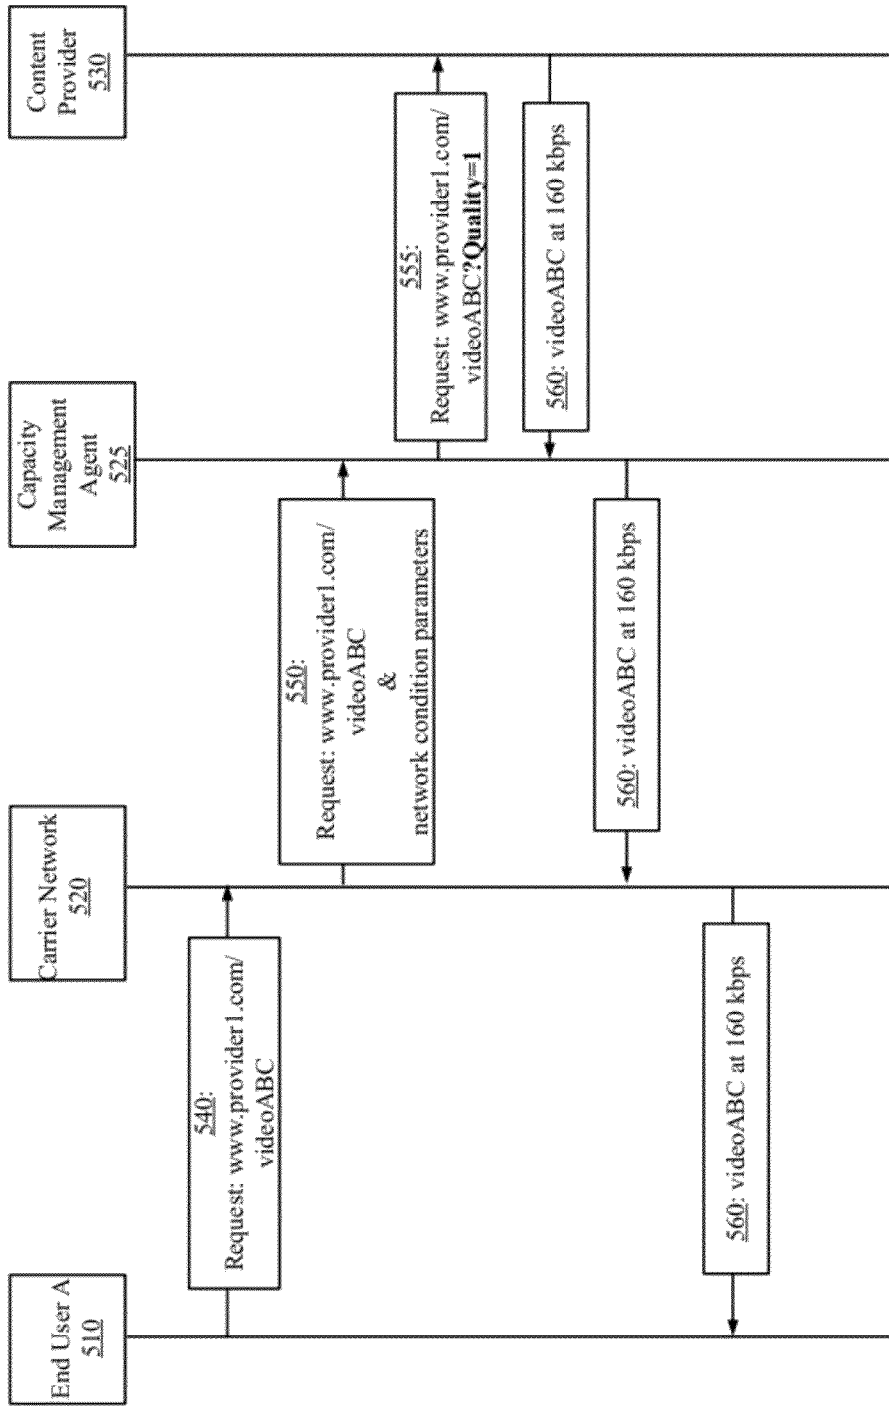 End User A
510
Carrier Network
520
Capacity
Management
Agent
525
Content
Provider
530
540:
Request: www.provider1.com/
videoABC
550:
Request: www.provider1.com/
videoABC
&
network condition parameters
555:
Request: www.provider1.com/
videoABC?Quality=1
560: videoABC at 160 kbps
560: videoABC at 160 kbps
560: videoABC at 160 kbps